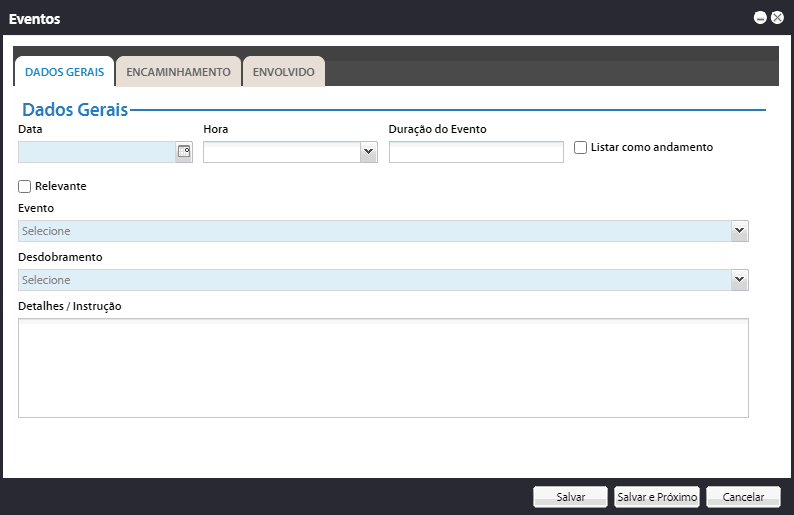 Eventos
DADOS GERAIS ENCAMINHAMENTO ENVOLVIDO
Dados Gerais
Data Hora Duração do Evento
Listar como andamento
Relevante
Evento
Selecione
Desdobramento
Selecione
Detalhes / Instrução
Salvar Salvar e Próximo Cancelar